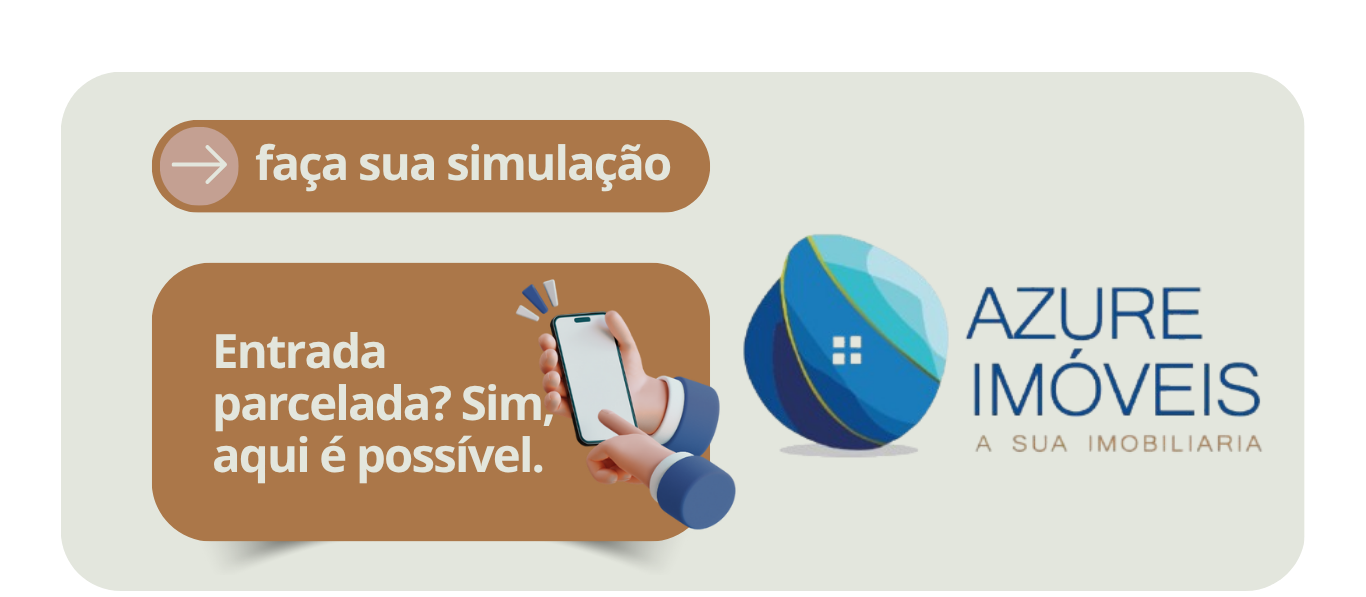 faça sua simulação
Entrada
parcelada? Sim,
aqui é possível.
AZURE
IMÓVEIS
A SUA IMOBILIARIA